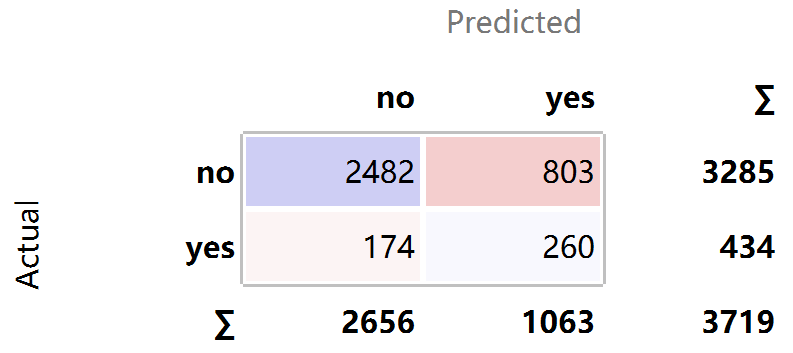 Predicted
no yes ∑
no 2482 803 3285
Actual
yes 174 260 434
∑ 2656 1063 3719